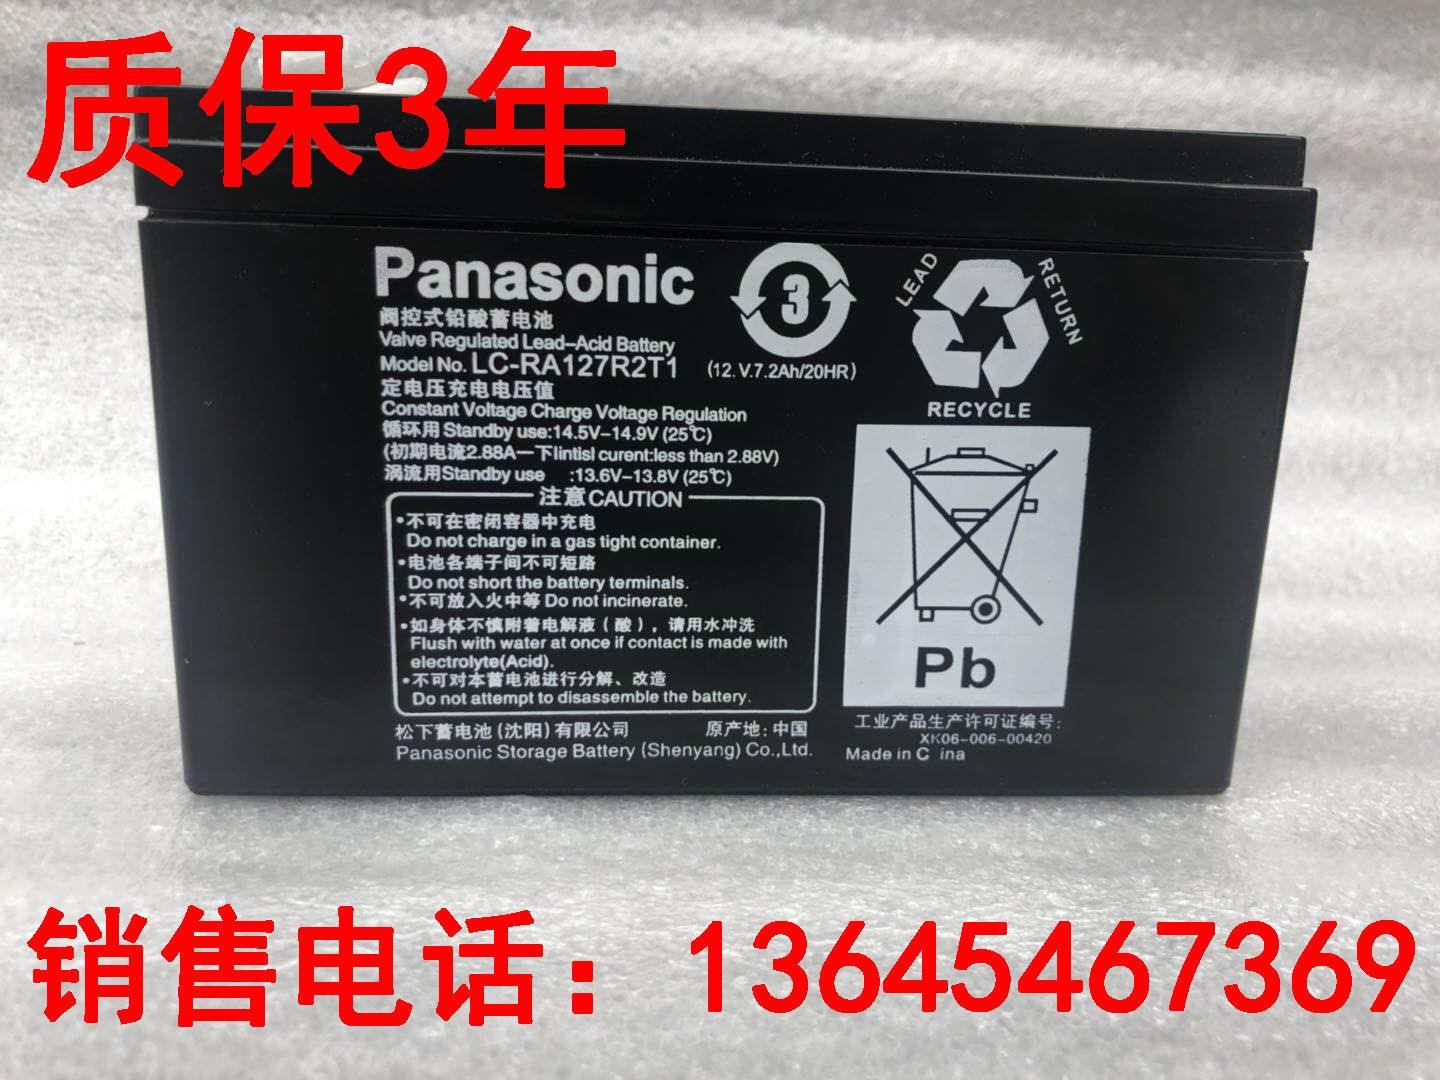 质保3年
Panasonic
3
LEAD
RETURN
RECYCLE
阀控式铅酸蓄电池
Valve Regulated Lead-Acid Battery
Model No. LC-RA127R2T1 (12.V.7.2Ah/20HR)
定电压充电电压值
Constant Voltage Charge Voltage Regulation
循环用Standby use:14.5V-14.9V(25℃)
(初期电流2.88A一下lintisl curent:less than 2.88V)
涡流用Standby use :13.6V-13.8V(25℃)
注意CAUTION
•不可在密闭容器中充电
Do not charge in a gas tight container.
•电池各端子间不可短路
Do not short the battery terminals.
•不可放入火中等 Do not incinerate.
•如身体不慎附着电解液（酸），请用水冲洗
Flush with water at once if contact is made with
electrolyte(Acid).
•不可对本蓄电池进行分解、改造
Do not attempt to disassemble the battery.
Pb
松下蓄电池(沈阳)有限公司 原产地:中国
Panasonic Storage Battery (Shenyang) Co.,Ltd.
工业产品生产许可证编号:
XK06-006-00420
Made in C ina
销售电话：13645467369